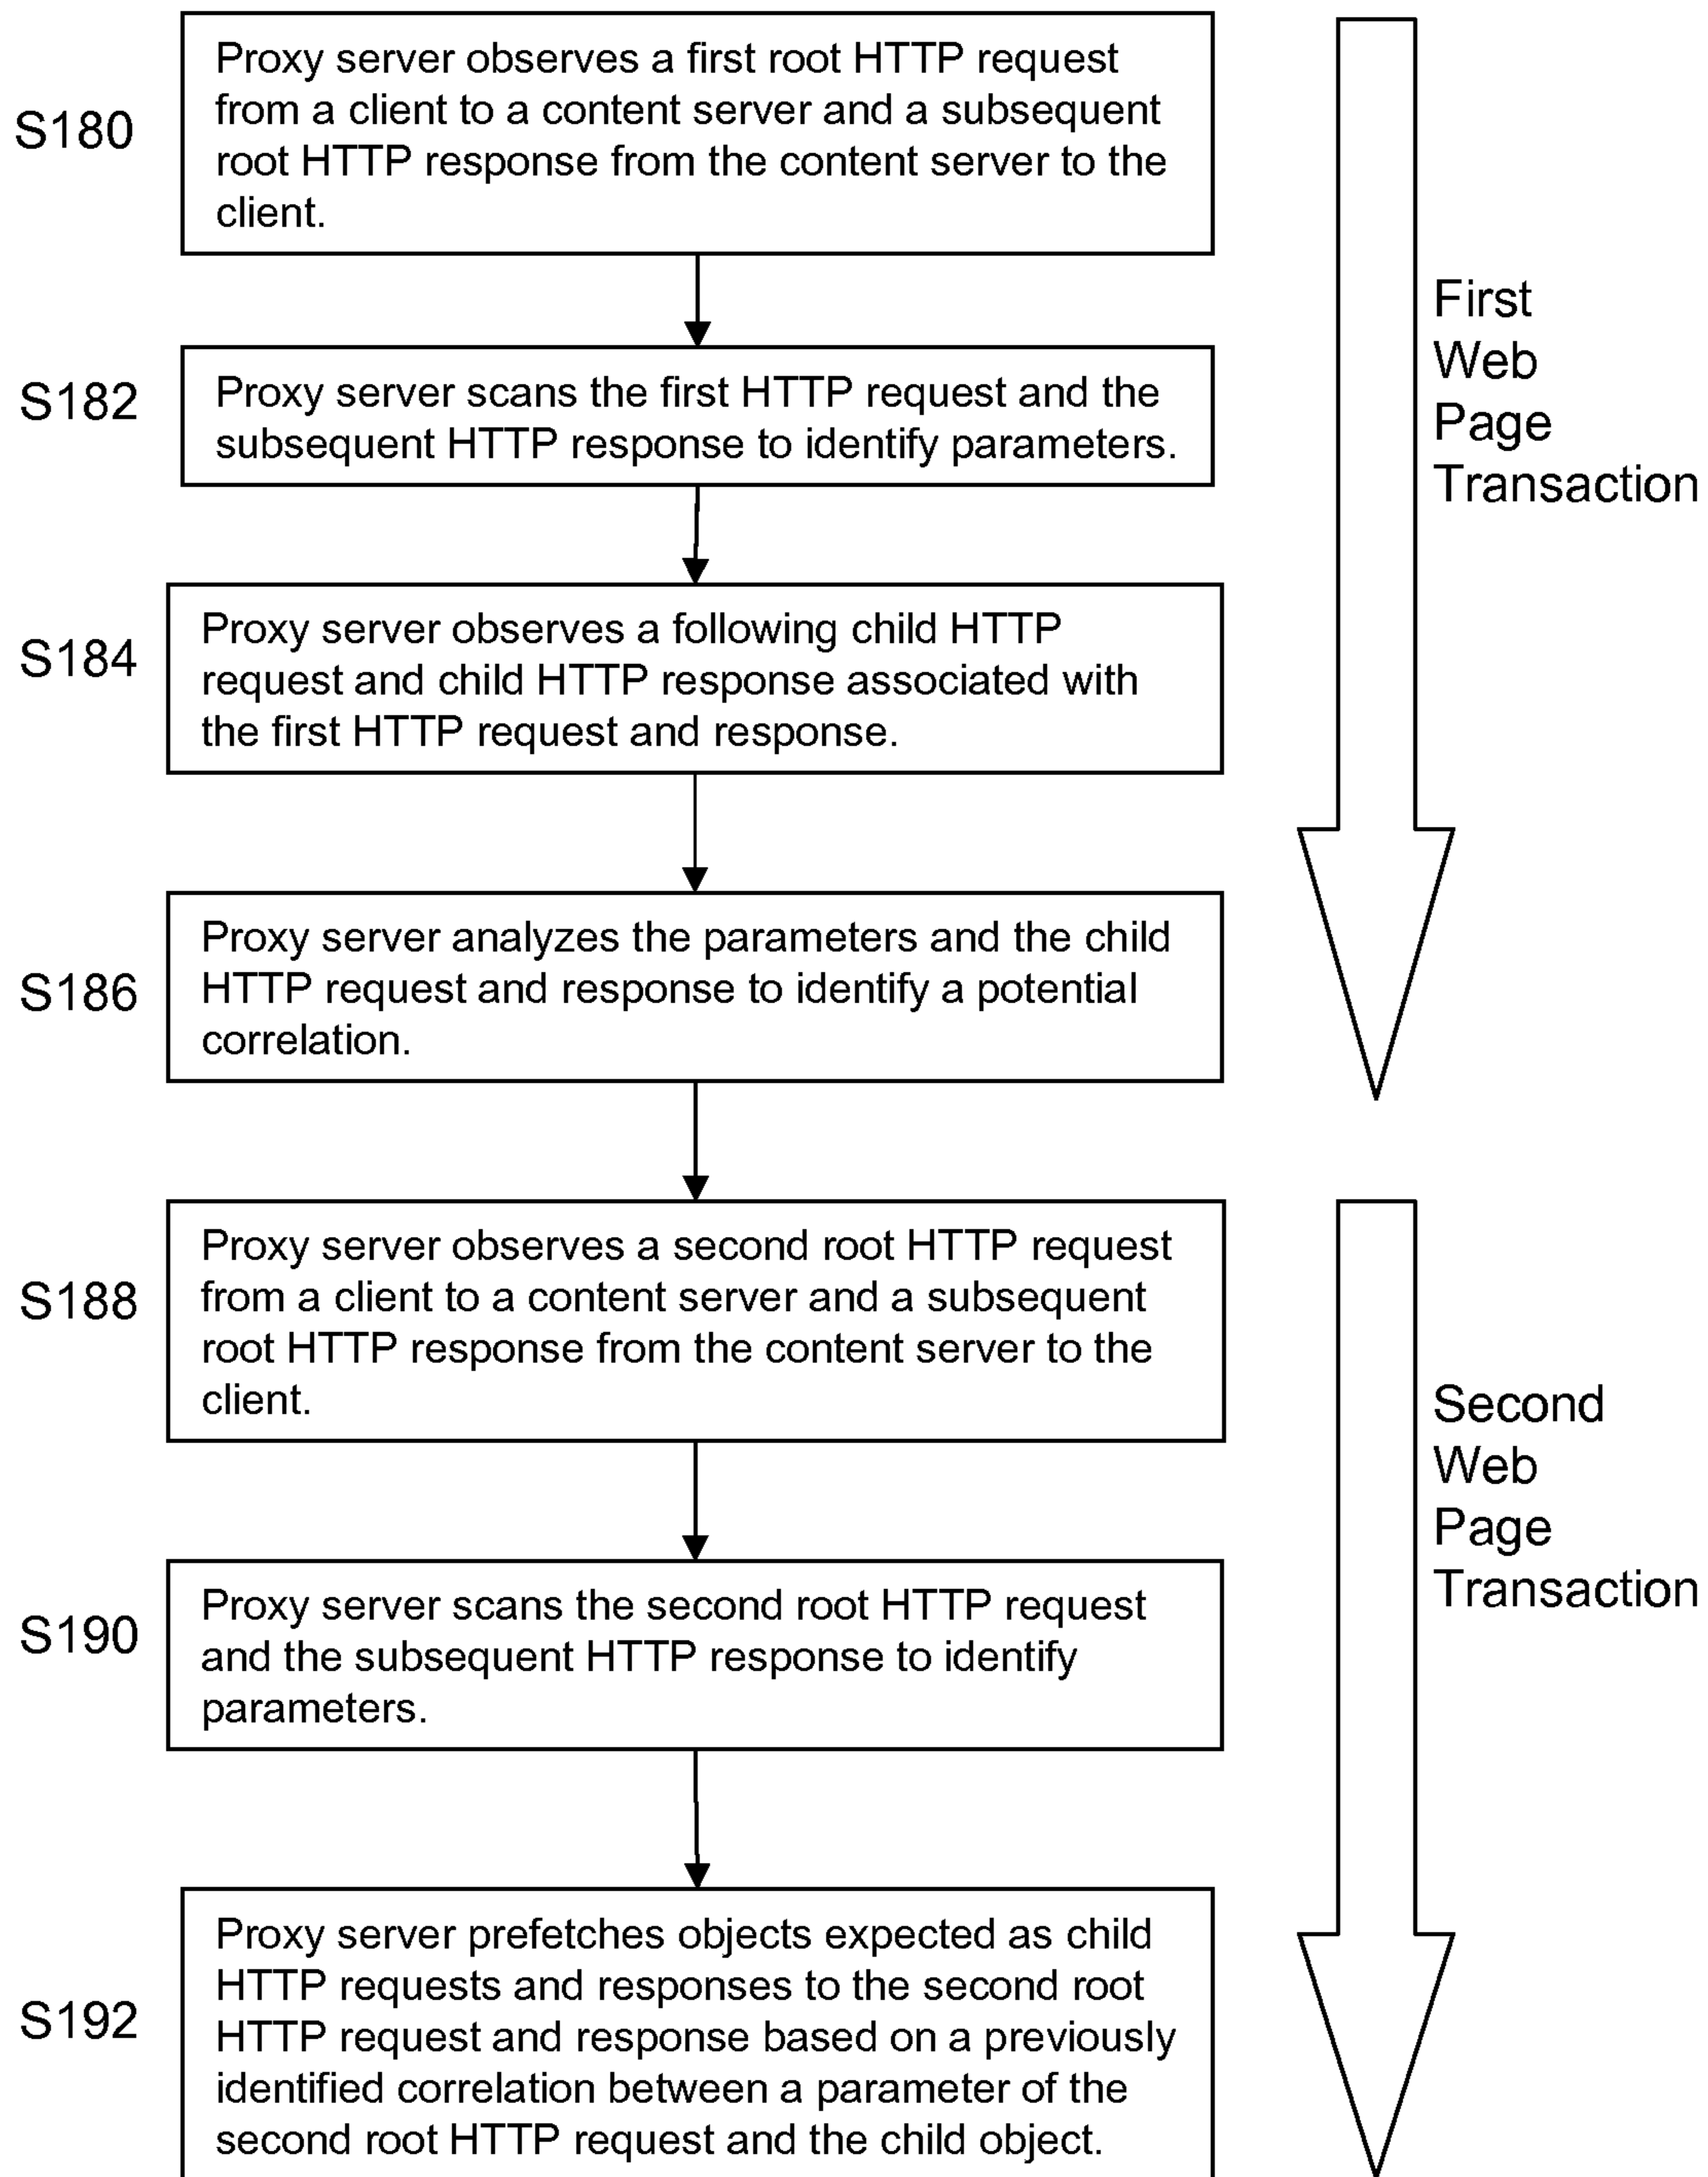 S180
Proxy server observes a first root HTTP request
from a client to a content server and a subsequent
root HTTP response from the content server to the
client.
S182
Proxy server scans the first HTTP request and the
subsequent HTTP response to identify parameters.
S184
Proxy server observes a following child HTTP
request and child HTTP response associated with
the first HTTP request and response.
S186
Proxy server analyzes the parameters and the child
HTTP request and response to identify a potential
correlation.
First
Web
Page
Transaction
S188
Proxy server observes a second root HTTP request
from a client to a content server and a subsequent
root HTTP response from the content server to the
client.
S190
Proxy server scans the second root HTTP request
and the subsequent HTTP response to identify
parameters.
S192
Proxy server prefetches objects expected as child
HTTP requests and responses to the second root
HTTP request and response based on a previously
identified correlation between a parameter of the
second root HTTP request and the child object.
Second
Web
Page
Transaction